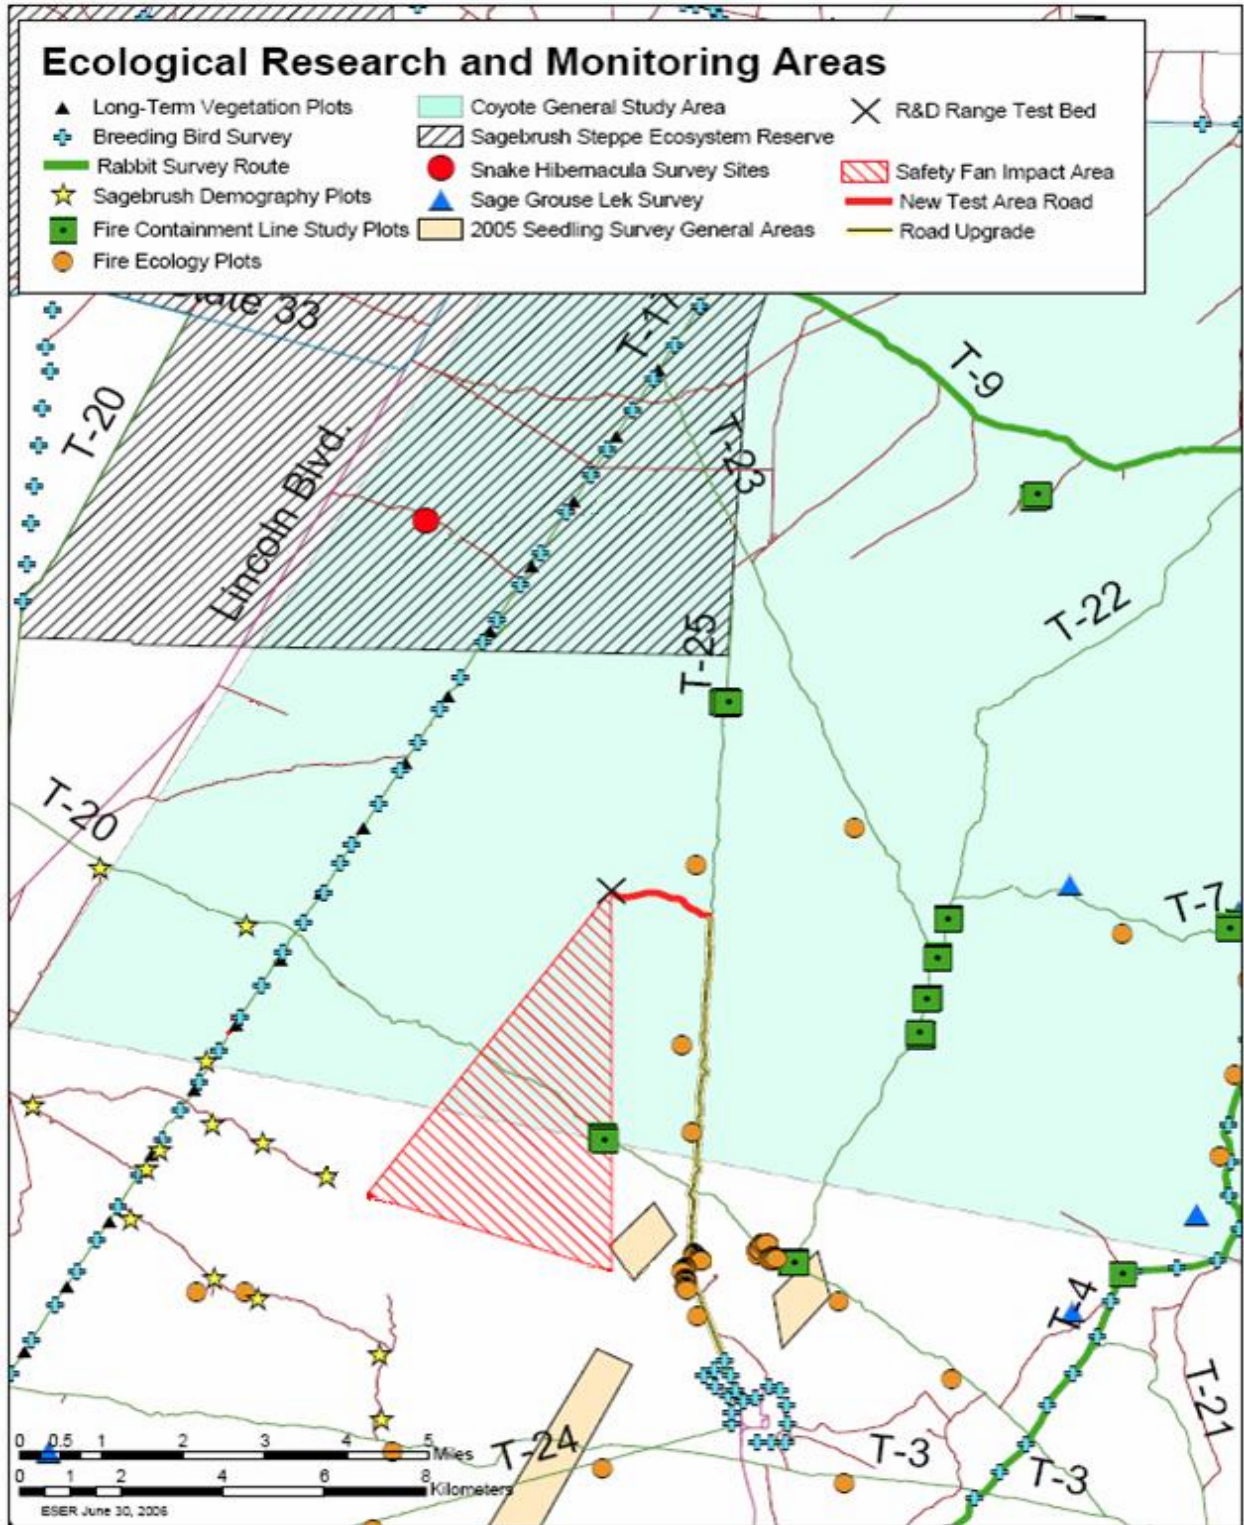 Ecological Research and Monitoring Areas
Long-Term Vegetation Plots
Breeding Bird Survey
Rabbit Survey Route
Sagebrush Demography Plots
Fire Containment Line Study Plots
Fire Ecology Plots
Coyote General Study Area
Sagebrush Steppe Ecosystem Reserve
Snake Hibernacula Survey Sites
Sage Grouse Lek Survey
2005 Seedling Survey General Areas
R&D Range Test Bed
Safety Fan Impact Area
New Test Area Road
Road Upgrade
33
T-17
T-9
T-20
T-23
Lincoln Blvd.
T-22
T-25
T-20
T-7
T-4
T-21
T-24
T-3
T-3
0 0.5 1 2 3 4 5 Miles
0 1 2 4 6 8 Kilometers
ESER June 30, 2006